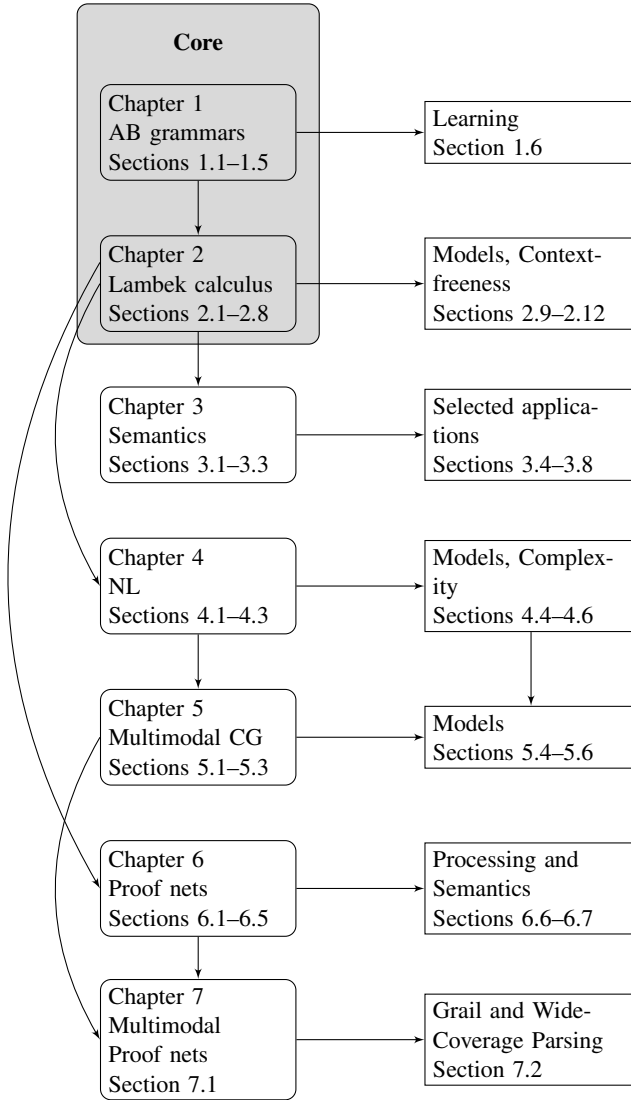 Core
Chapter 1
AB grammars
Sections 1.1–1.5
Learning
Section 1.6
Chapter 2
Lambek calculus
Sections 2.1–2.8
Models, Context-
freeness
Sections 2.9–2.12
Chapter 3
Semantics
Sections 3.1–3.3
Selected applica-
tions
Sections 3.4–3.8
Chapter 4
NL
Sections 4.1–4.3
Models, Complex-
ity
Sections 4.4–4.6
Chapter 5
Multimodal CG
Sections 5.1–5.3
Models
Sections 5.4–5.6
Chapter 6
Proof nets
Sections 6.1–6.5
Processing and
Semantics
Sections 6.6–6.7
Chapter 7
Multimodal
Proof nets
Section 7.1
Grail and Wide-
Coverage Parsing
Section 7.2